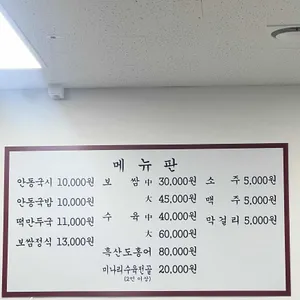 메뉴판
안동국시 10,000원 보 쌈 中 30,000원 소 주 5,000원
안동국밥 10,000원 大 45,000원 맥 주 5,000원
떡만두국 11,000원 수 육 中 40,000원 막걸리 5,000원
보쌈정식 13,000원 大 60,000원
흑산도홍어 80,000원
미나리수육전골 20,000원
(2인 이상)